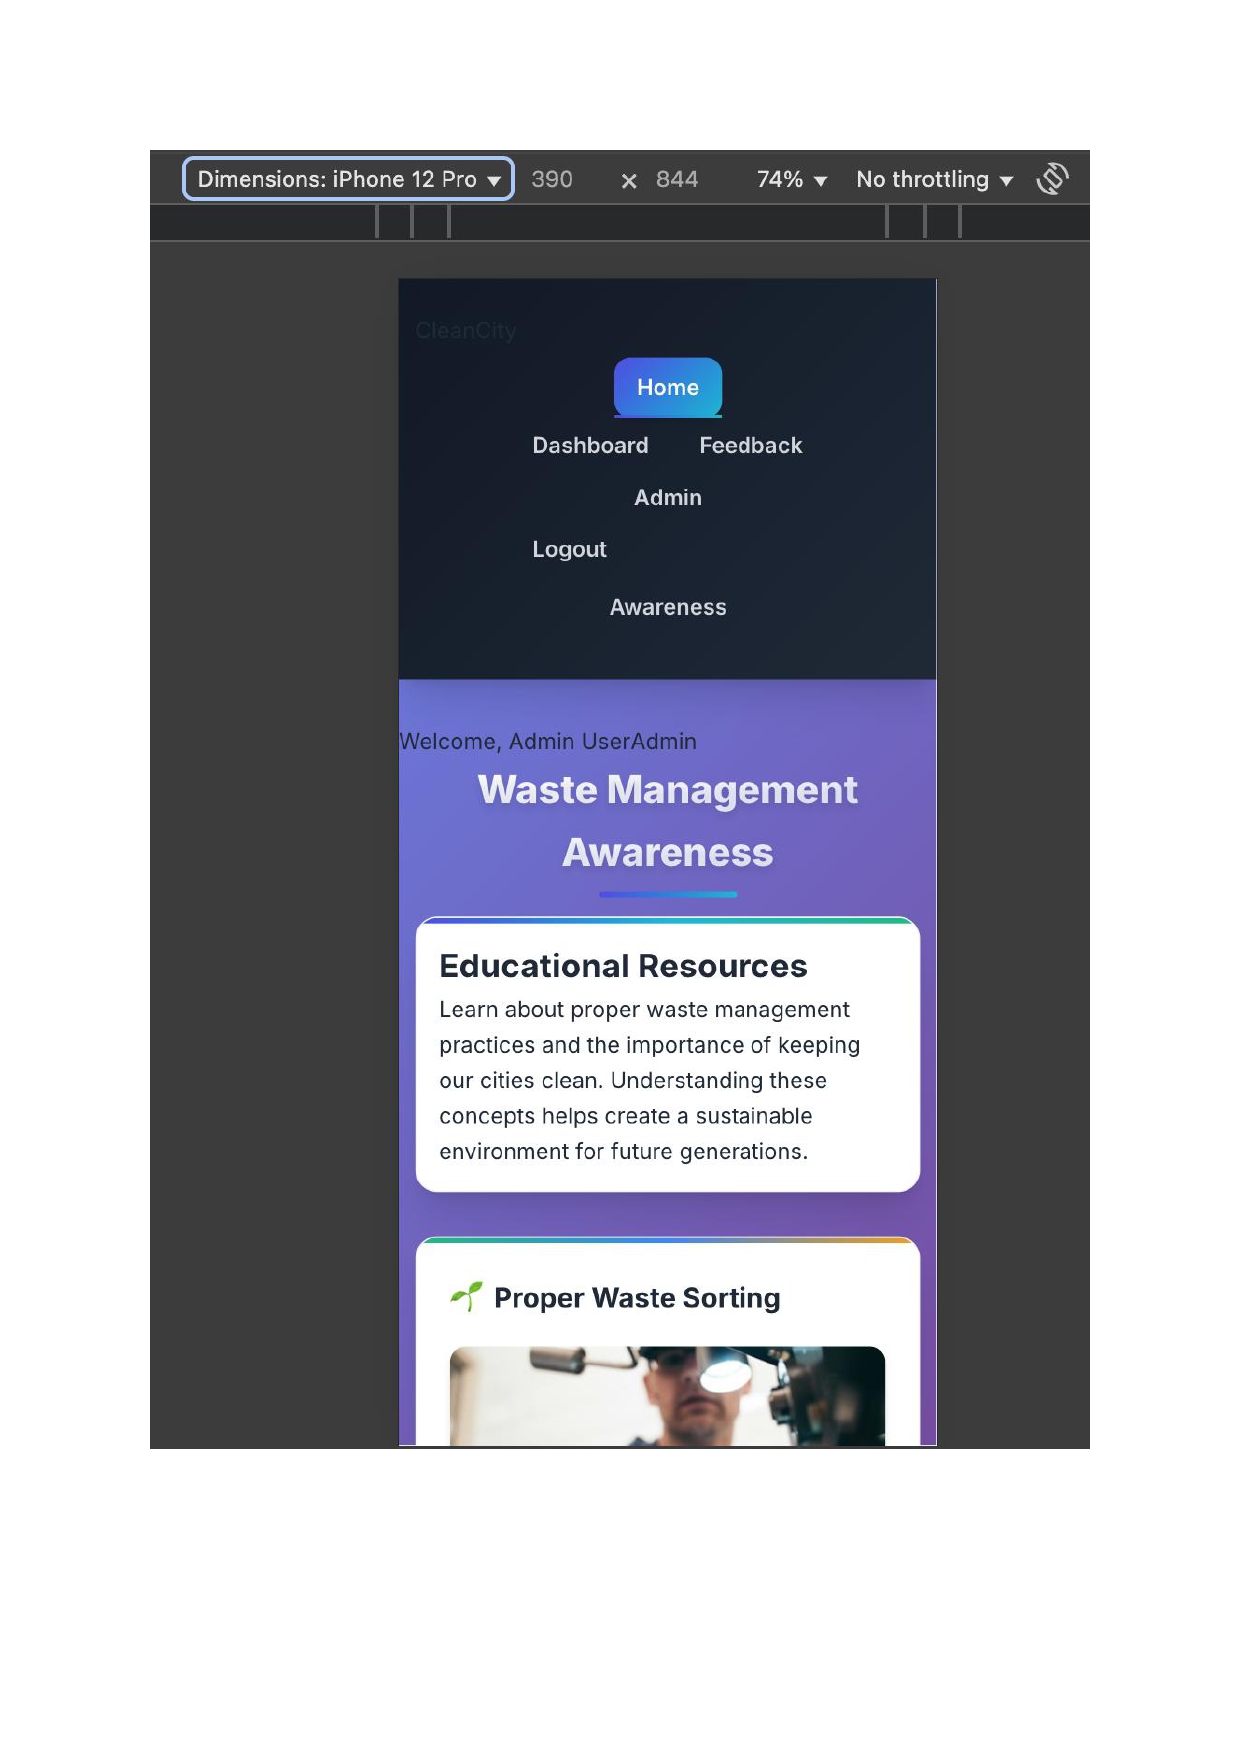 Dimensions: iPhone 12 Pro ▼ 390 × 844 74% ▼ No throttling ▼
CleanCity
Home
Dashboard Feedback
Admin
Logout
Awareness
Welcome, Admin UserAdmin
Waste Management
Awareness
Educational Resources
Learn about proper waste management
practices and the importance of keeping
our cities clean. Understanding these
concepts helps create a sustainable
environment for future generations.
🌱 Proper Waste Sorting